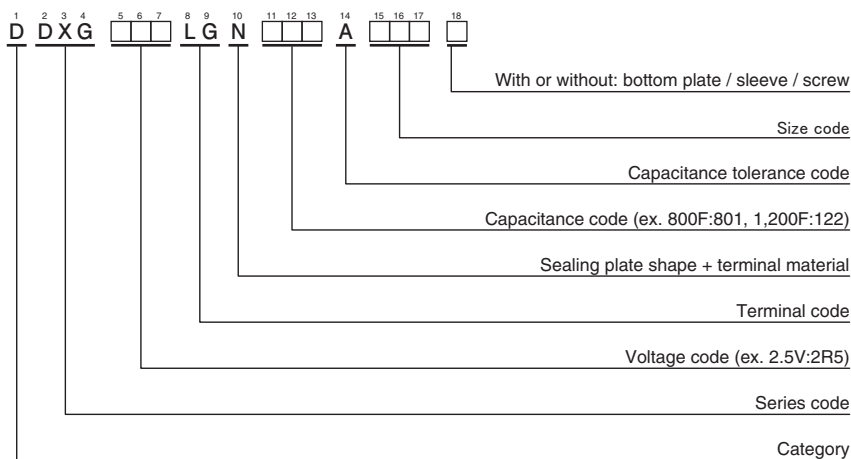 1 2 3 4 5 6 7 8 9 10 11 12 13 14 15 16 17 18
D DXG □□□ LG N □□□ A □□□ □
With or without: bottom plate / sleeve / screw
Size code
Capacitance tolerance code
Capacitance code (ex. 800F:801, 1,200F:122)
Sealing plate shape + terminal material
Terminal code
Voltage code (ex. 2.5V:2R5)
Series code
Category